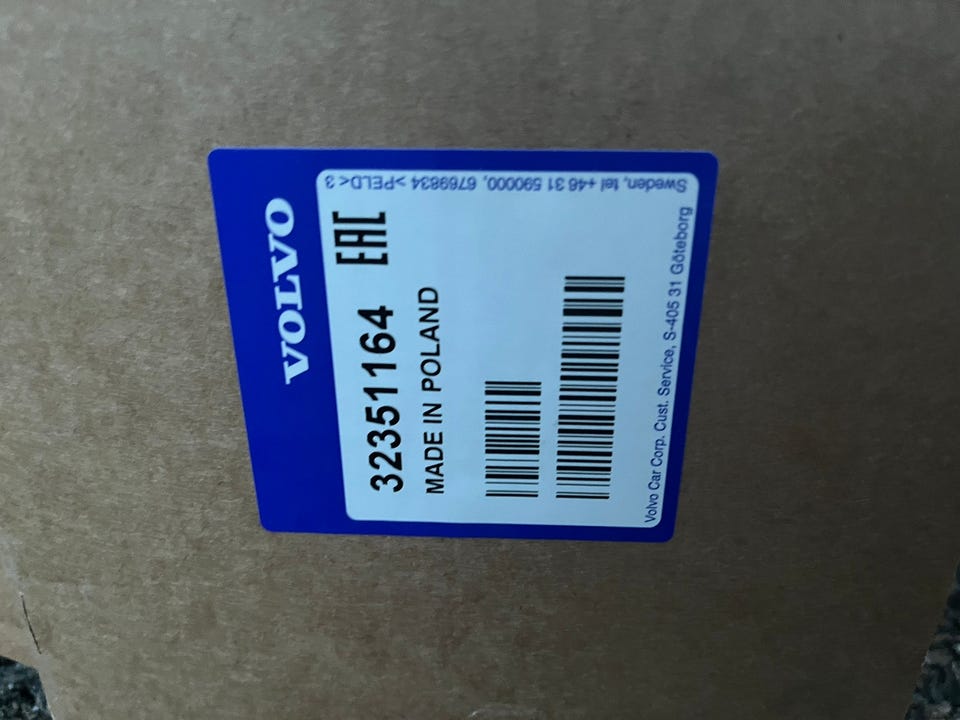 VOLVO
32351164 EAC
MADE IN POLAND
Volvo Car Corp. Cust. Service, S-405 31 Göteborg
Sweden, tel +46 31 590000, 6769834 >PELD< 3